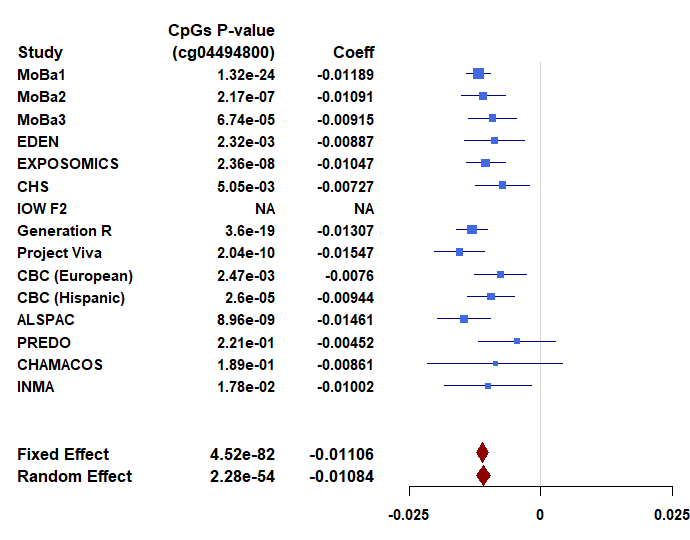 CpGs P-value
Study (cg04494800) Coeff
MoBa1 1.32e-24 -0.01189
MoBa2 2.17e-07 -0.01091
MoBa3 6.74e-05 -0.00915
EDEN 2.32e-03 -0.00887
EXPOSOMICS 2.36e-08 -0.01047
CHS 5.05e-03 -0.00727
IOW F2 NA NA
Generation R 3.6e-19 -0.01307
Project Viva 2.04e-10 -0.01547
CBC (European) 2.47e-03 -0.0076
CBC (Hispanic) 2.6e-05 -0.00944
ALSPAC 8.96e-09 -0.01461
PREDO 2.21e-01 -0.00452
CHAMACOS 1.89e-01 -0.00861
INMA 1.78e-02 -0.01002
Fixed Effect 4.52e-82 -0.01106
Random Effect 2.28e-54 -0.01084
-0.025 0 0.025